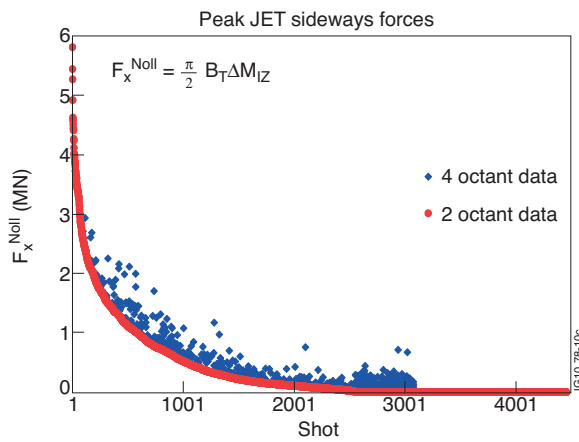 Peak JET sideways forces
6
5
4
3
2
1
0
F_x^Noll (MN)
F_x^Noll = π/2 B_TΔM_IZ
4 octant data
2 octant data
1 1001 2001 3001 4001
Shot